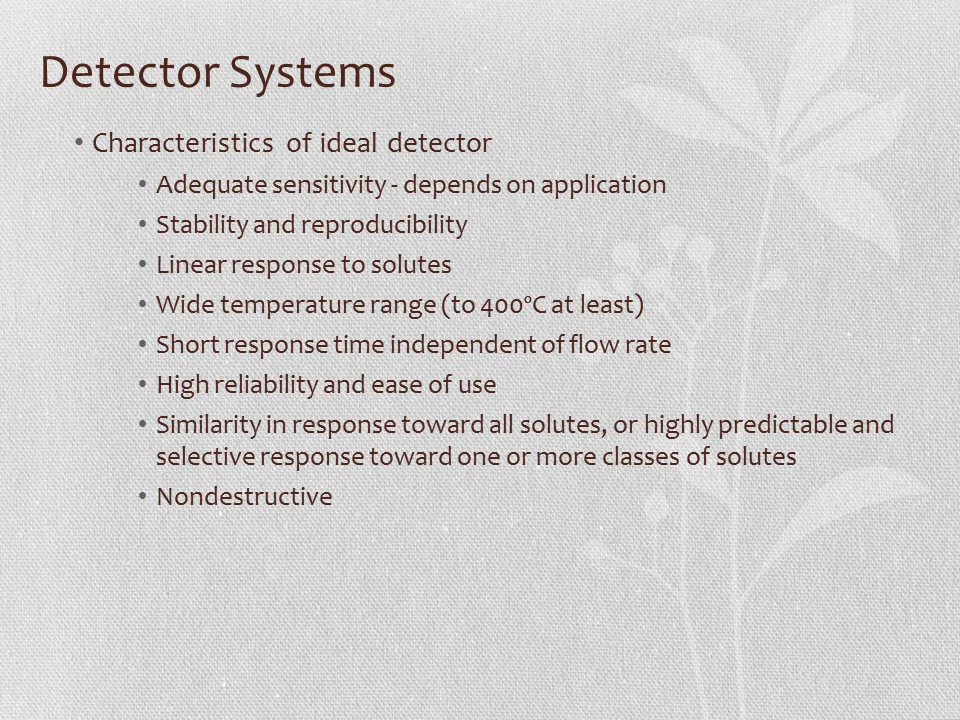 Detector Systems
• Characteristics of ideal detector
• Adequate sensitivity - depends on application
• Stability and reproducibility
• Linear response to solutes
• Wide temperature range (to 400ºC at least)
• Short response time independent of flow rate
• High reliability and ease of use
• Similarity in response toward all solutes, or highly predictable and
selective response toward one or more classes of solutes
• Nondestructive